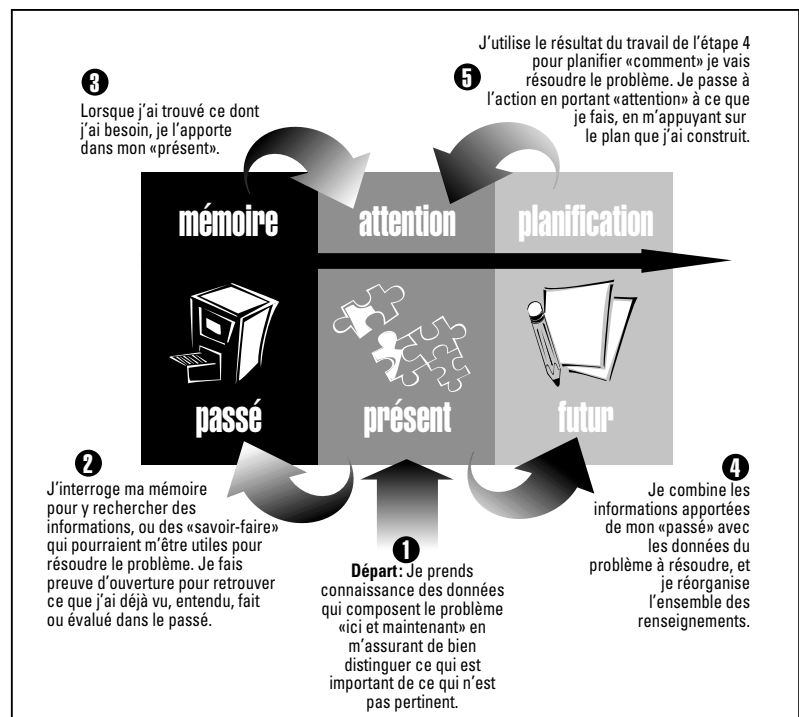 ❸
Lorsque j'ai trouvé ce dont
j'ai besoin, je l'apporte
dans mon «présent».
❺
J'utilise le résultat du travail de l'étape 4
pour planifier «comment» je vais
résoudre le problème. Je passe à
l'action en portant «attention» à ce que
je fais, en m'appuyant sur
le plan que j'ai construit.
mémoire
attention
planification
passé
présent
futur
❷
J'interroge ma mémoire
pour y rechercher des
informations, ou des «savoir-faire»
qui pourraient m'être utiles pour
résoudre le problème. Je fais
preuve d'ouverture pour retrouver
ce que j'ai déjà vu, entendu, fait
ou évalué dans le passé.
❶
Départ: Je prends
connaissance des données
qui composent le problème
«ici et maintenant» en
m'assurant de bien
distinguer ce qui est
important de ce qui n'est
pas pertinent.
❹
Je combine les
informations apportées
de mon «passé» avec
les données du
problème à résoudre, et
je réorganise
l'ensemble des
renseignements.